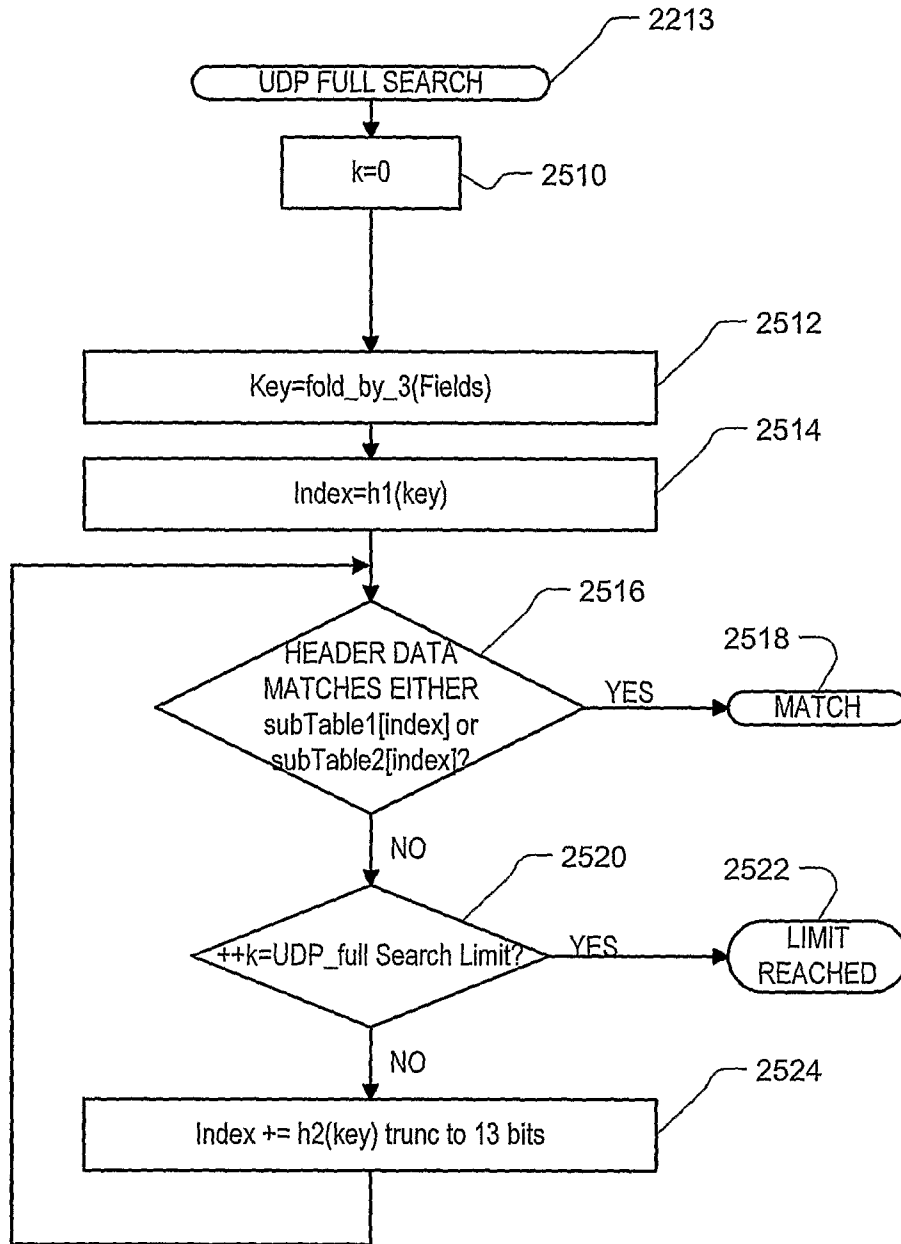 2213
UDP FULL SEARCH
k=0
2510
2512
Key=fold_by_3(Fields)
2514
Index=h1(key)
2516
HEADER DATA
MATCHES EITHER
subTable1[index] or
subTable2[index]?
YES
2518
MATCH
NO
2520
++k=UDP_full Search Limit?
YES
2522
LIMIT
REACHED
NO
2524
Index += h2(key) trunc to 13 bits